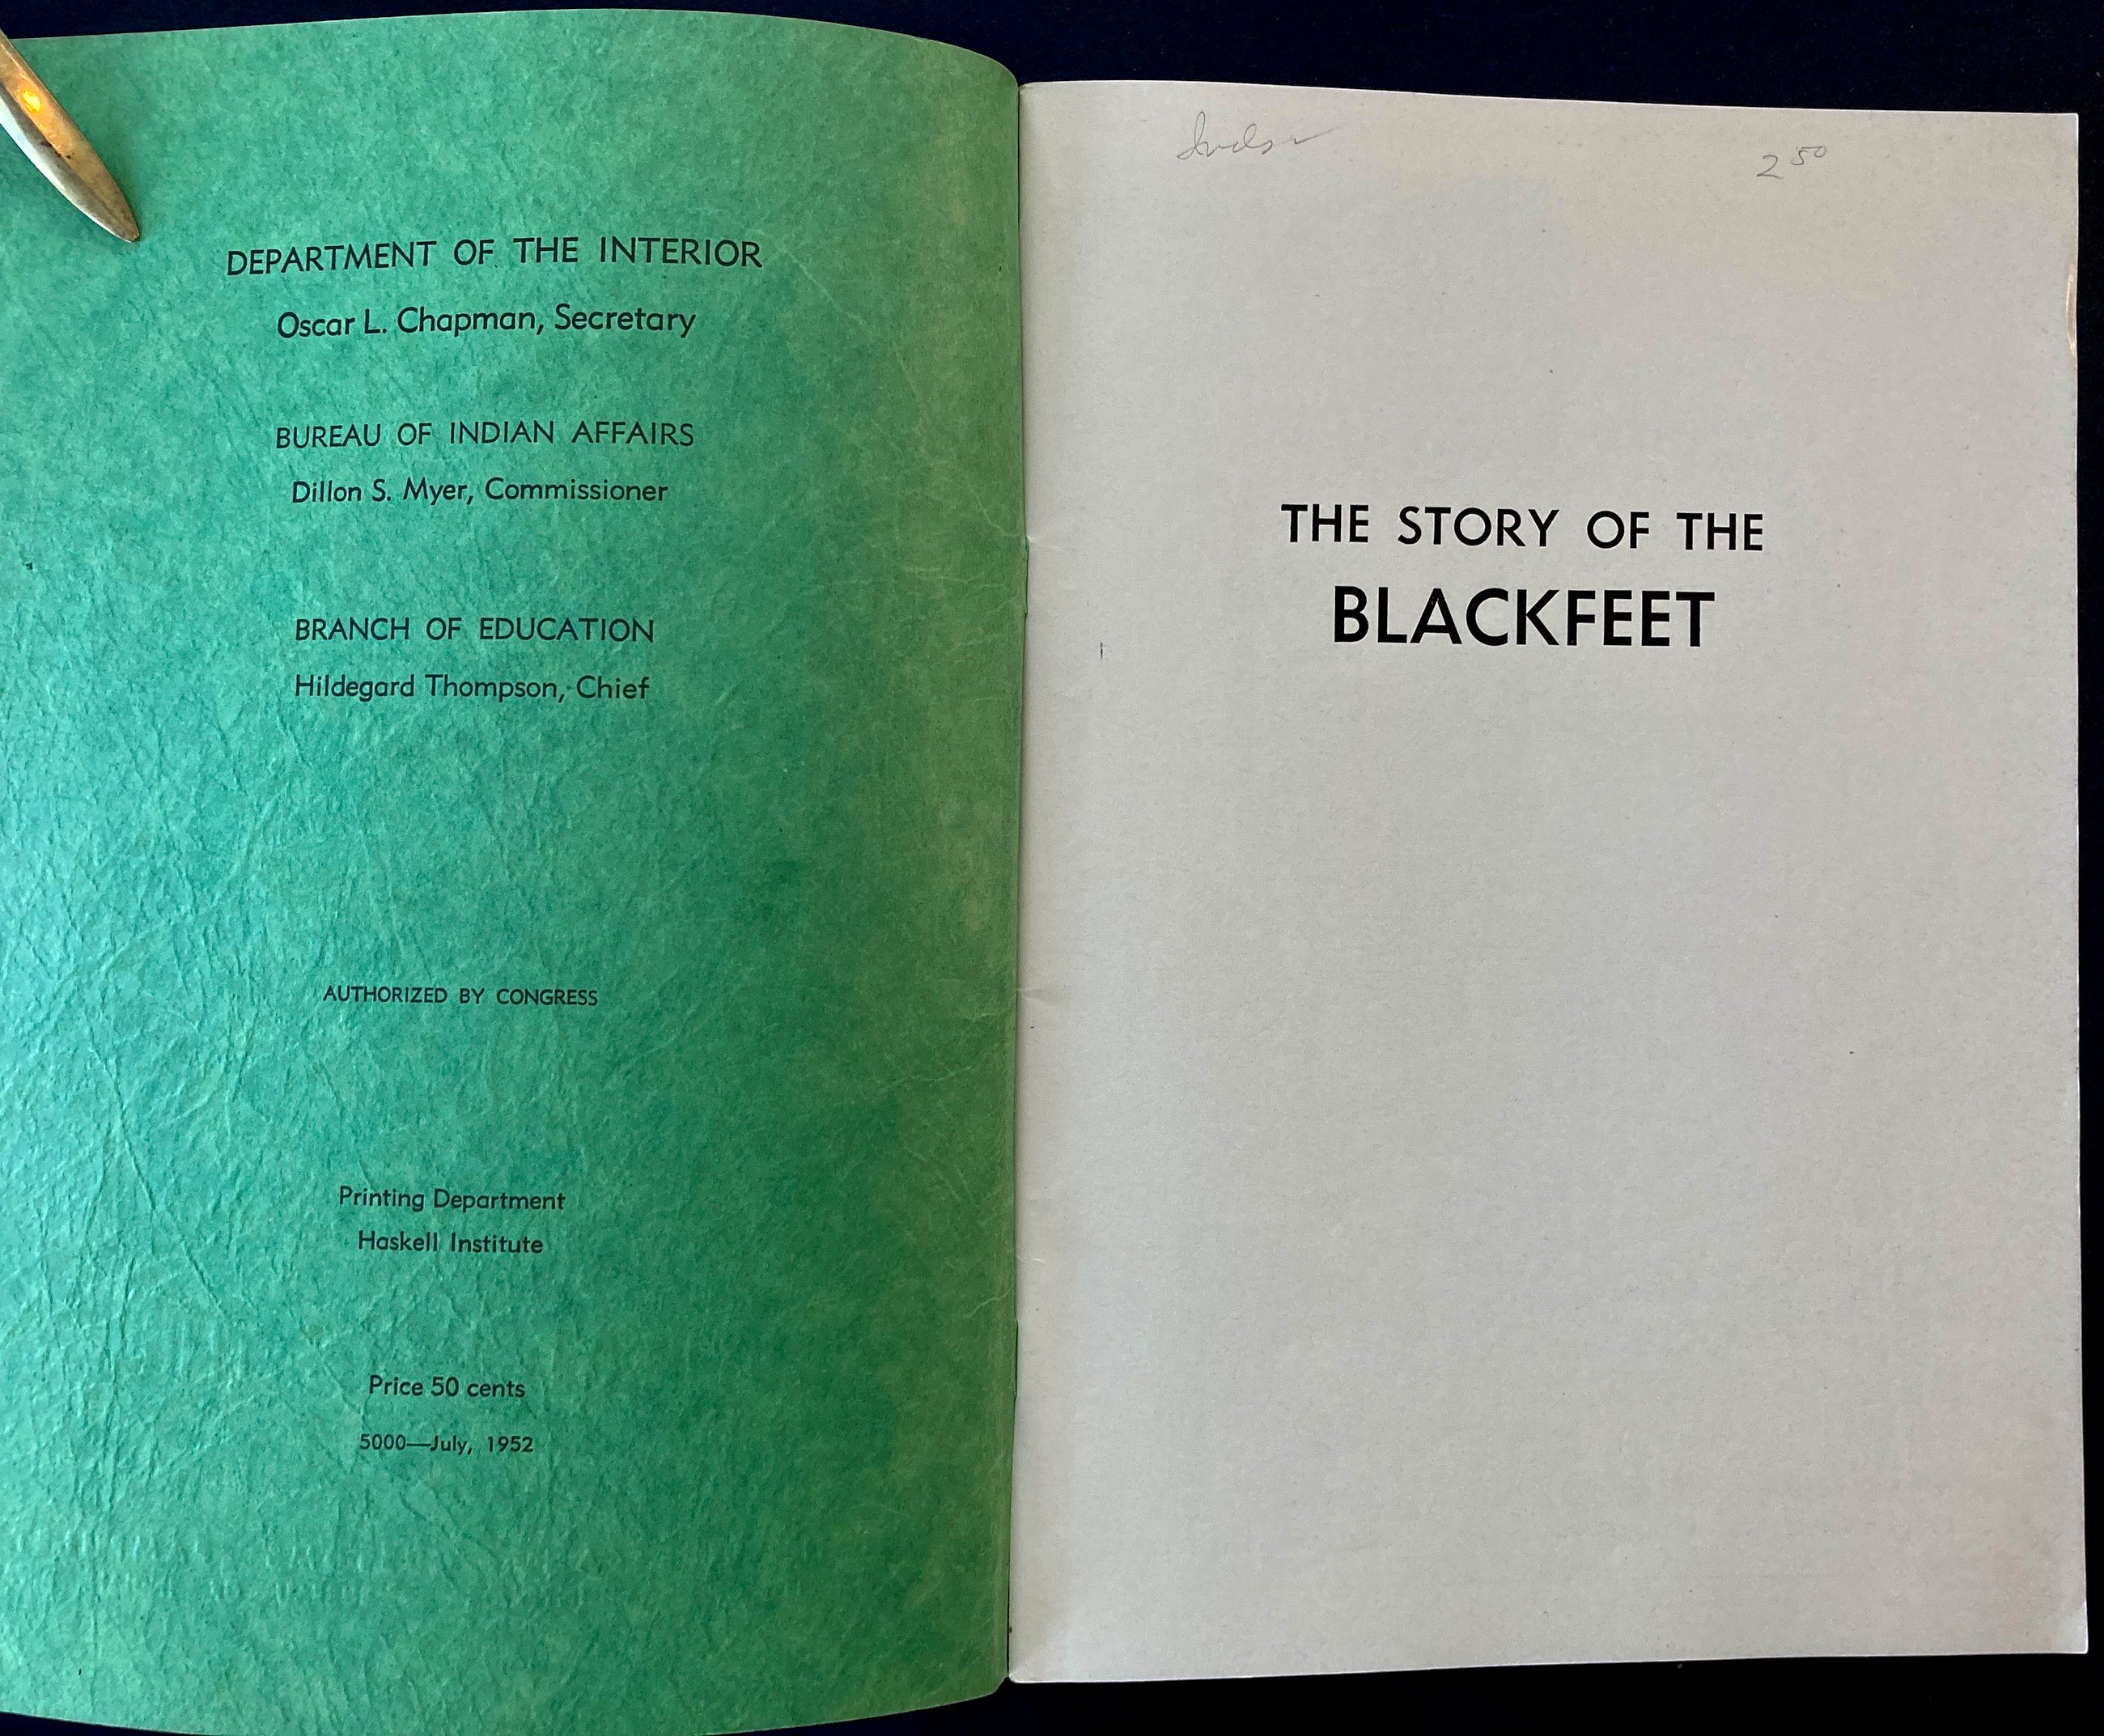 DEPARTMENT OF THE INTERIOR
Oscar L. Chapman, Secretary
BUREAU OF INDIAN AFFAIRS
Dillon S. Myer, Commissioner
BRANCH OF EDUCATION
Hildegard Thompson, Chief
AUTHORIZED BY CONGRESS
Printing Department
Haskell Institute
Price 50 cents
5000—July, 1952
2 50
THE STORY OF THE
BLACKFEET